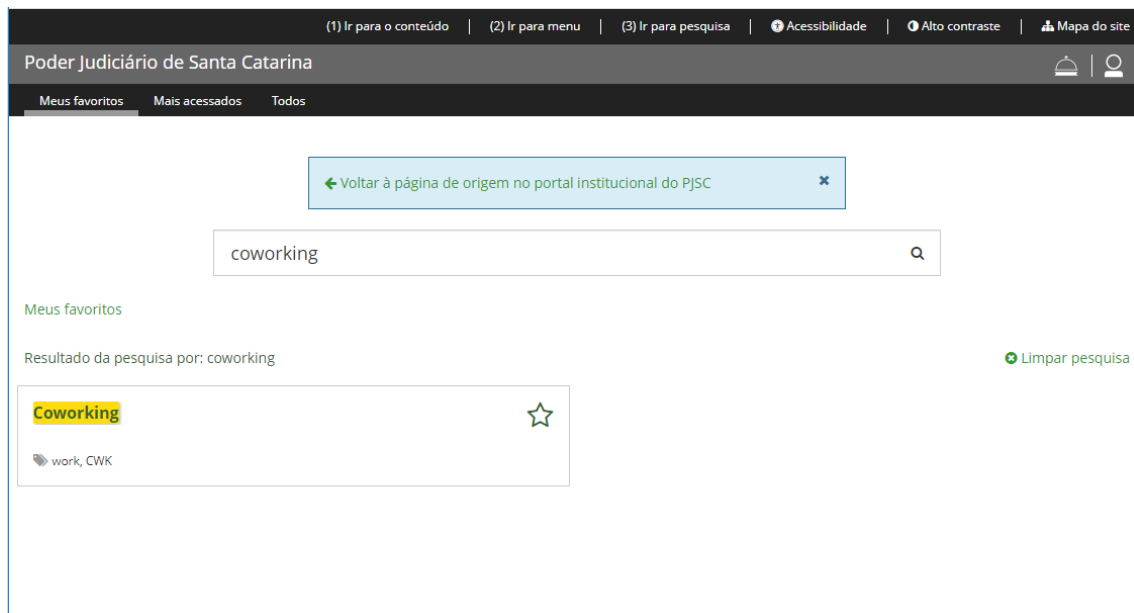 (1) Ir para o conteúdo | (2) Ir para menu | (3) Ir para pesquisa | Acessibilidade | Alto contraste | Mapa do site
Poder Judiciário de Santa Catarina
Meus favoritos Mais acessados Todos
Voltar à página de origem no portal institucional do PJSC
coworking
Meus favoritos
Resultado da pesquisa por: coworking Limpar pesquisa
Coworking
work, CWK